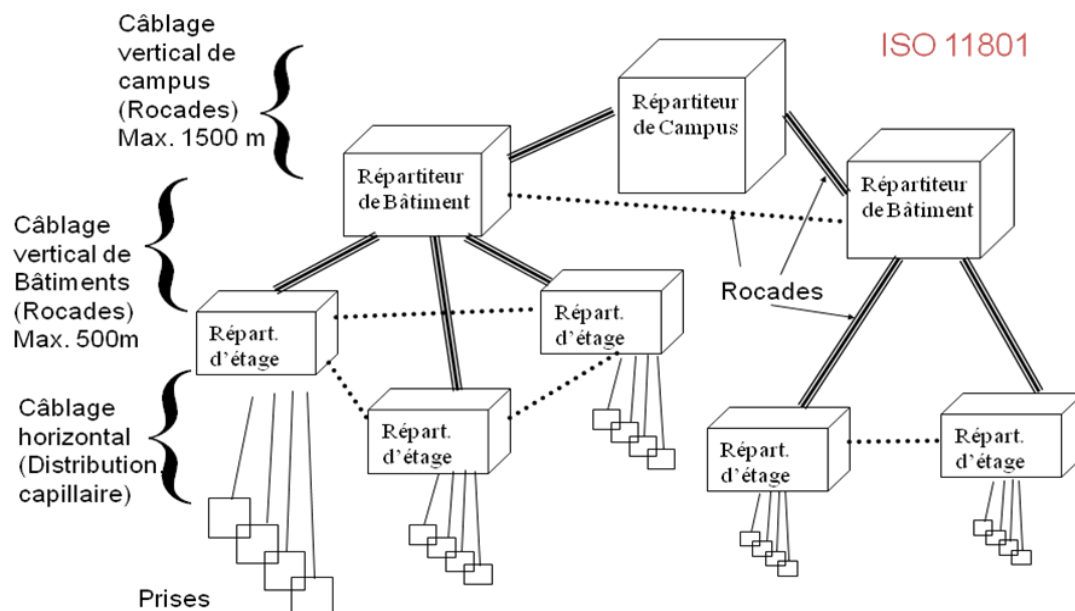 Câblage
vertical de
campus
(Rocades)
Max. 1500 m
ISO 11801
Répartiteur
de Campus
Répartiteur
de Bâtiment
Répartiteur
de Bâtiment
Câblage
vertical de
Bâtiments
(Rocades)
Max. 500m
Rocades
Répart.
d'étage
Répart.
d'étage
Câblage
horizontal
(Distribution
capillaire)
Répart.
d'étage
Répart.
d'étage
Répart.
d'étage
Prises